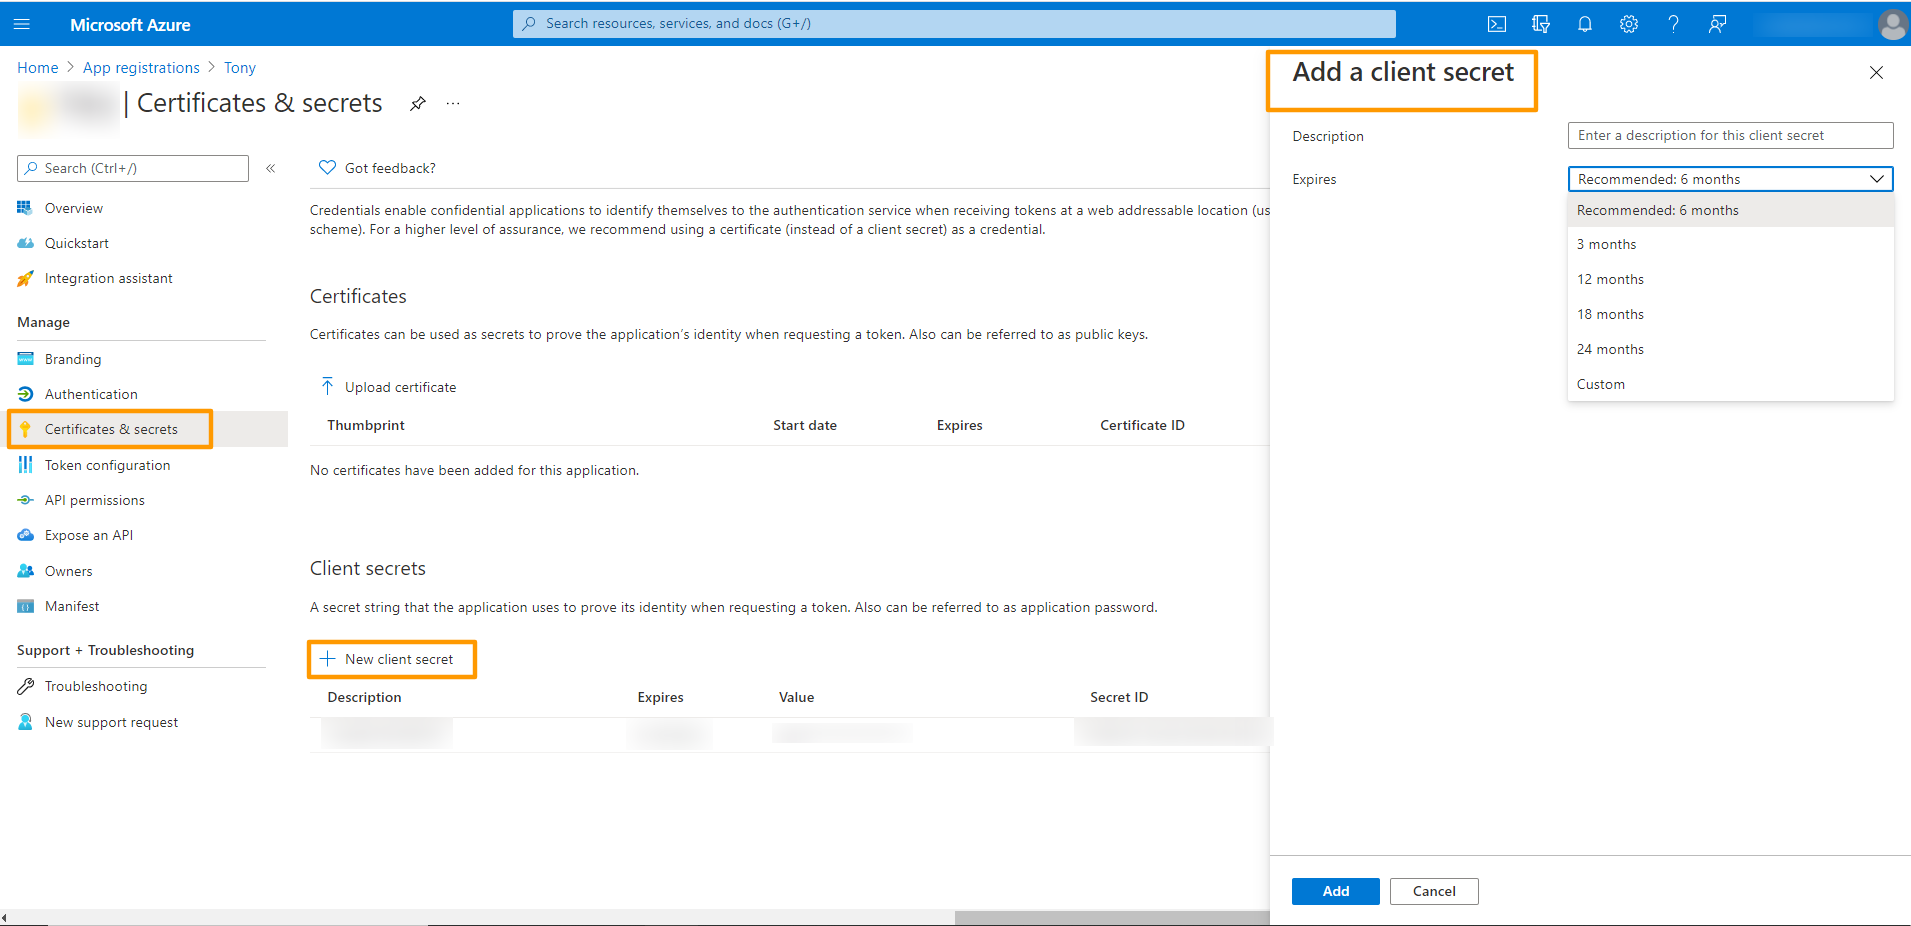 Microsoft Azure
Search resources, services, and docs (G+/)
Home > App registrations > Tony
| Certificates & secrets
Search (Ctrl+/)
Overview
Quickstart
Integration assistant
Manage
Branding
Authentication
Certificates & secrets
Token configuration
API permissions
Expose an API
Owners
Manifest
Support + Troubleshooting
Troubleshooting
New support request
Got feedback?
Credentials enable confidential applications to identify themselves to the authentication service when receiving tokens at a web addressable location (us
scheme). For a higher level of assurance, we recommend using a certificate (instead of a client secret) as a credential.
Certificates
Certificates can be used as secrets to prove the application's identity when requesting a token. Also can be referred to as public keys.
Upload certificate
Thumbprint Start date Expires Certificate ID
No certificates have been added for this application.
Client secrets
A secret string that the application uses to prove its identity when requesting a token. Also can be referred to as application password.
New client secret
Description Expires Value Secret ID
Add a client secret
Description Enter a description for this client secret
Expires Recommended: 6 months
Recommended: 6 months
3 months
12 months
18 months
24 months
Custom
Add Cancel